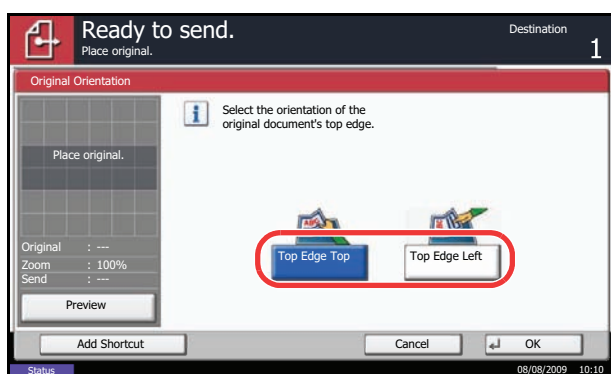 Ready to send.
Destination
Place original.
1
Original Orientation
Select the orientation of the
original document's top edge.
Place original.
Top Edge Top
Top Edge Left
Original : ---
Zoom : 100%
Send : ---
Preview
Add Shortcut
Cancel
OK
Status
08/08/2009 10:10